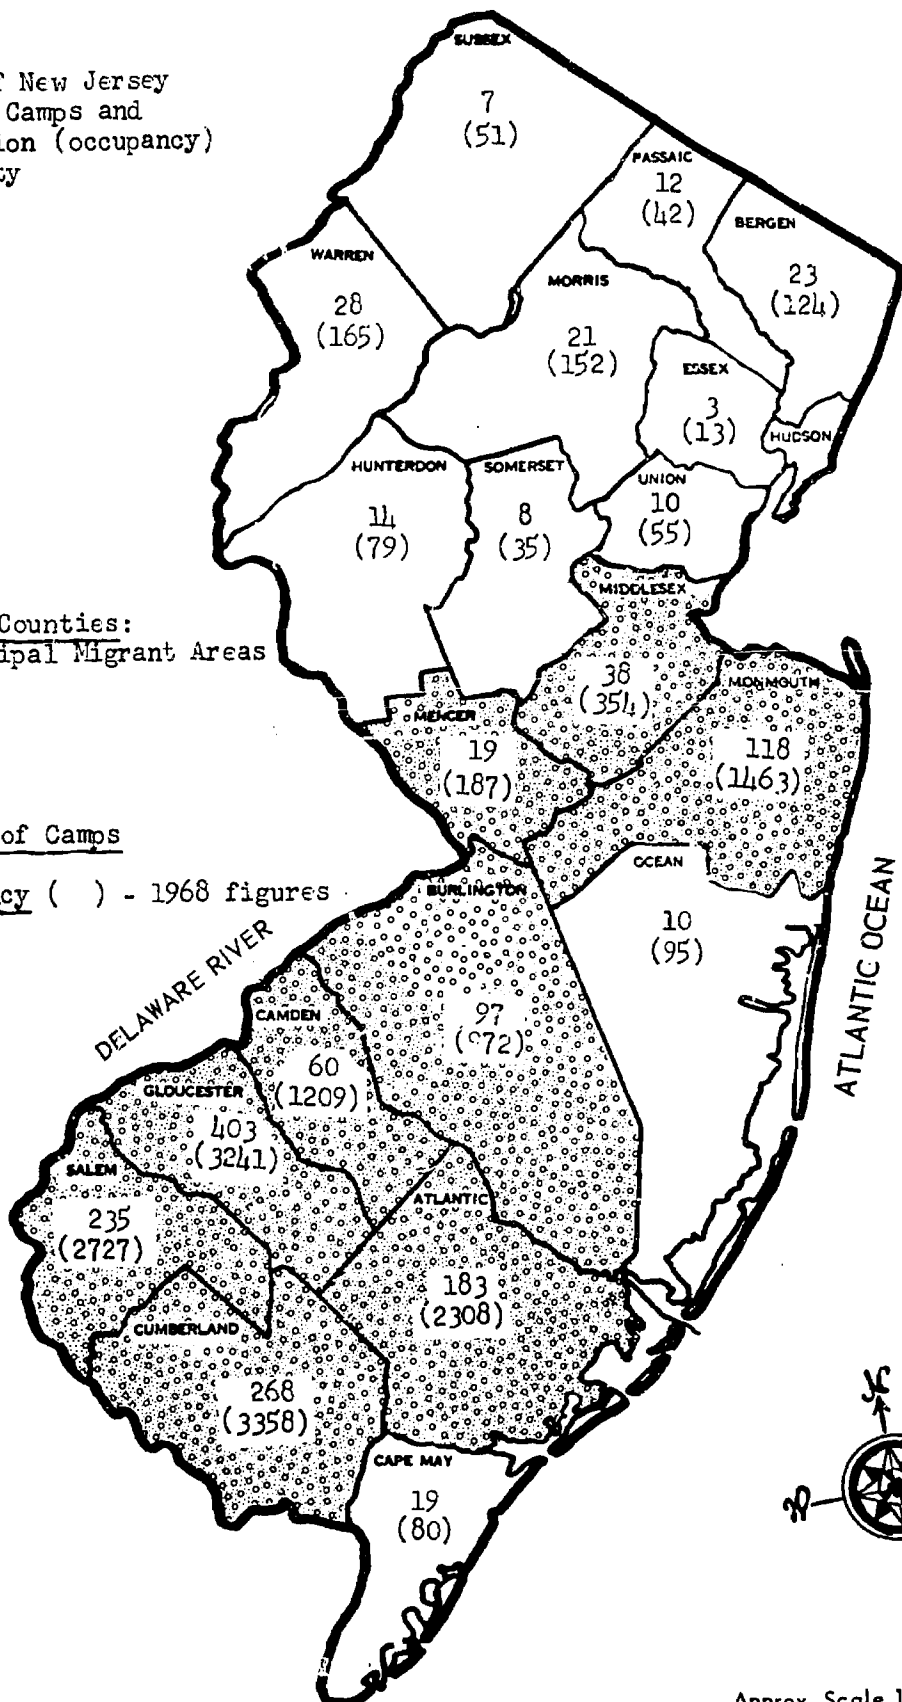 SUSSEX
7
(51)
New Jersey
Camps and
(occupancy)
PASSAIC
12
(42)
BERGEN
23
(124)
WARREN
28
(165)
MORRIS
21
(152)
ESSEX
3
(13)
HUDSON
HUNTERDON
14
(79)
SOMERSET
8
(35)
UNION
10
(55)
MIDDLESEX
38
(354)
Counties:
Migrant Areas
MONMOUTH
118
(1463)
MERCER
19
(187)
of Camps
( ) - 1968 figures
OCEAN
10
(95)
BURLINGTON
97
ATLANTIC OCEAN
DELAWARE RIVER
CAMDEN
60
(1209)
GLOUCESTER
403
(3241)
SALEM
235
(2727)
ATLANTIC
183
(2308)
CUMBERLAND
268
(3358)
CAPE MAY
19
(80)
Approx. Scale